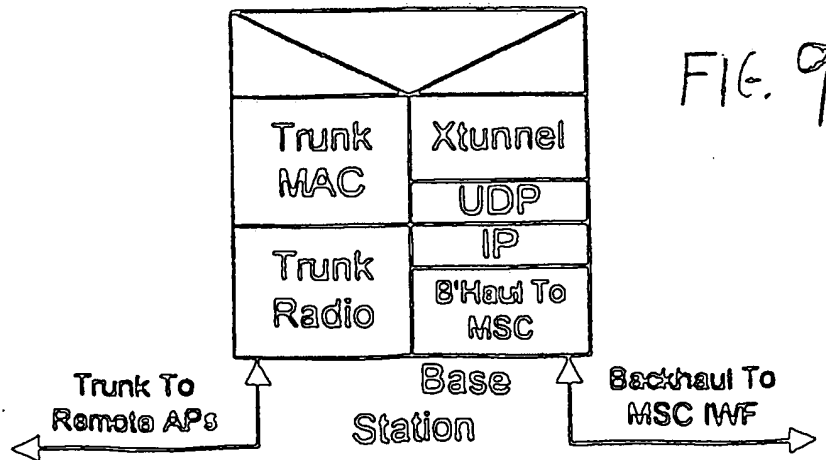 FIG. 9
Trunk
MAC
Xtunnel
UDP
IP
Trunk
Radio
B'Haul To
MSC
Trunk To
Remote APs
Base
Station
Backhaul To
MSC IWF